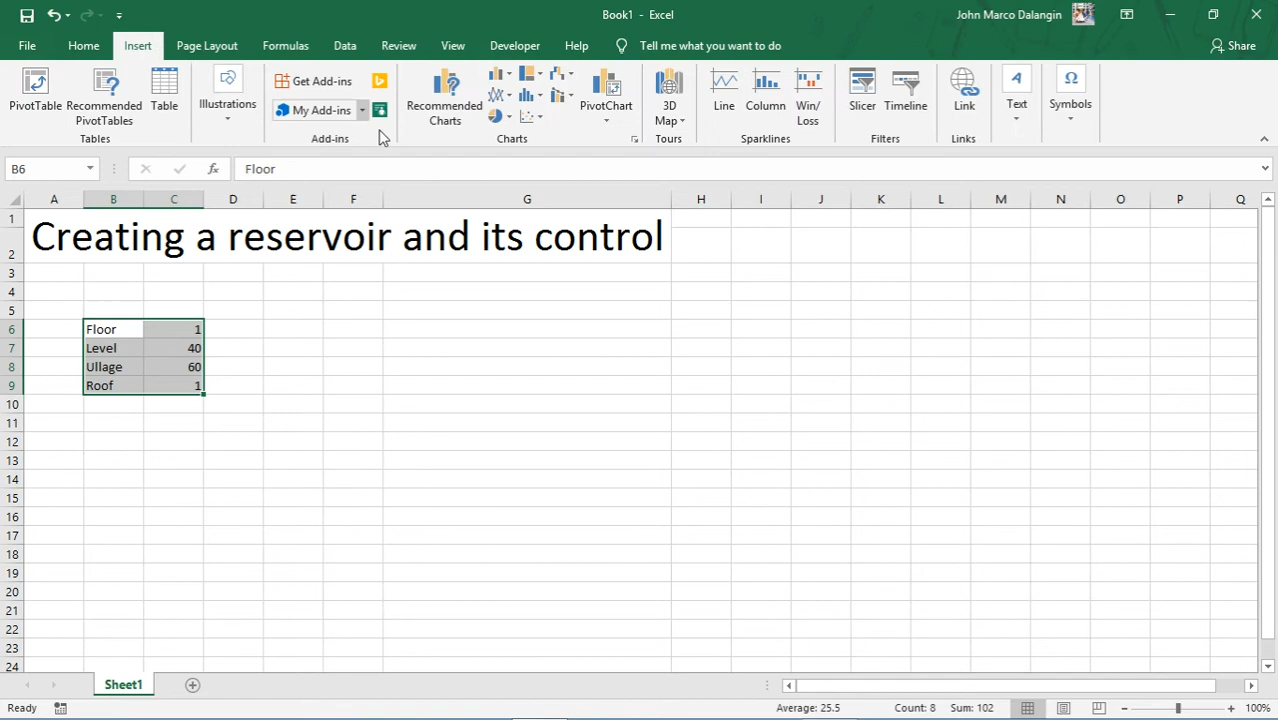 Book1 - Excel
John Marco Dalangin
File Home Insert Page Layout Formulas Data Review View Developer Help Tell me what you want to do Share
PivotTable
Recommended PivotTables
Table
Tables
Illustrations
Get Add-ins
My Add-ins
Add-ins
Recommended Charts
PivotChart
Charts
3D Map
Tours
Line
Column
Win/Loss
Sparklines
Slicer
Timeline
Filters
Link
Links
Text
Symbols
B6 fx Floor
A B C D E F G H I J K L M N O P Q
1
2 Creating a reservoir and its control
3
4
5
6 Floor 1
7 Level 40
8 Ullage 60
9 Roof 1
10
11
12
13
14
15
16
17
18
19
20
21
22
23
24
Sheet1
Ready Average: 25.5 Count: 8 Sum: 102 100%